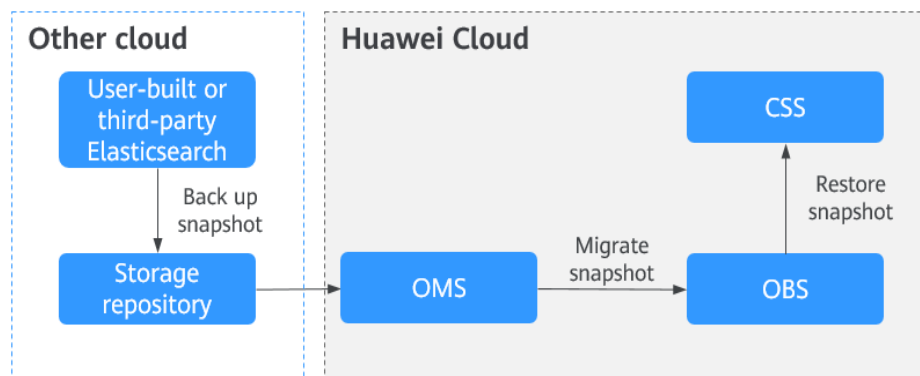 Other cloud
User-built or
third-party
Elasticsearch
Back up
snapshot
Storage
repository
Huawei Cloud
OMS
Migrate
snapshot
OBS
Restore
snapshot
CSS